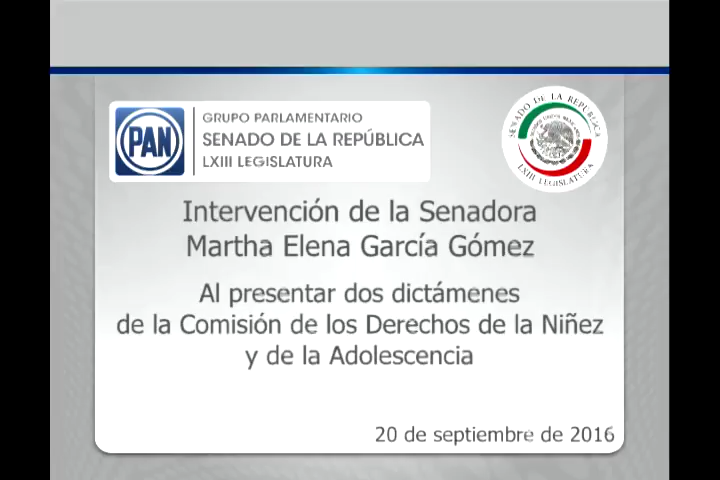 PAN
GRUPO PARLAMENTARIO
SENADO DE LA REPÚBLICA
LXIII LEGISLATURA
SENADO DE LA REPÚBLICA
LXIII LEGISLATURA
Intervención de la Senadora
Martha Elena García Gómez
Al presentar dos dictámenes
de la Comisión de los Derechos de la Niñez
y de la Adolescencia
20 de septiembre de 2016